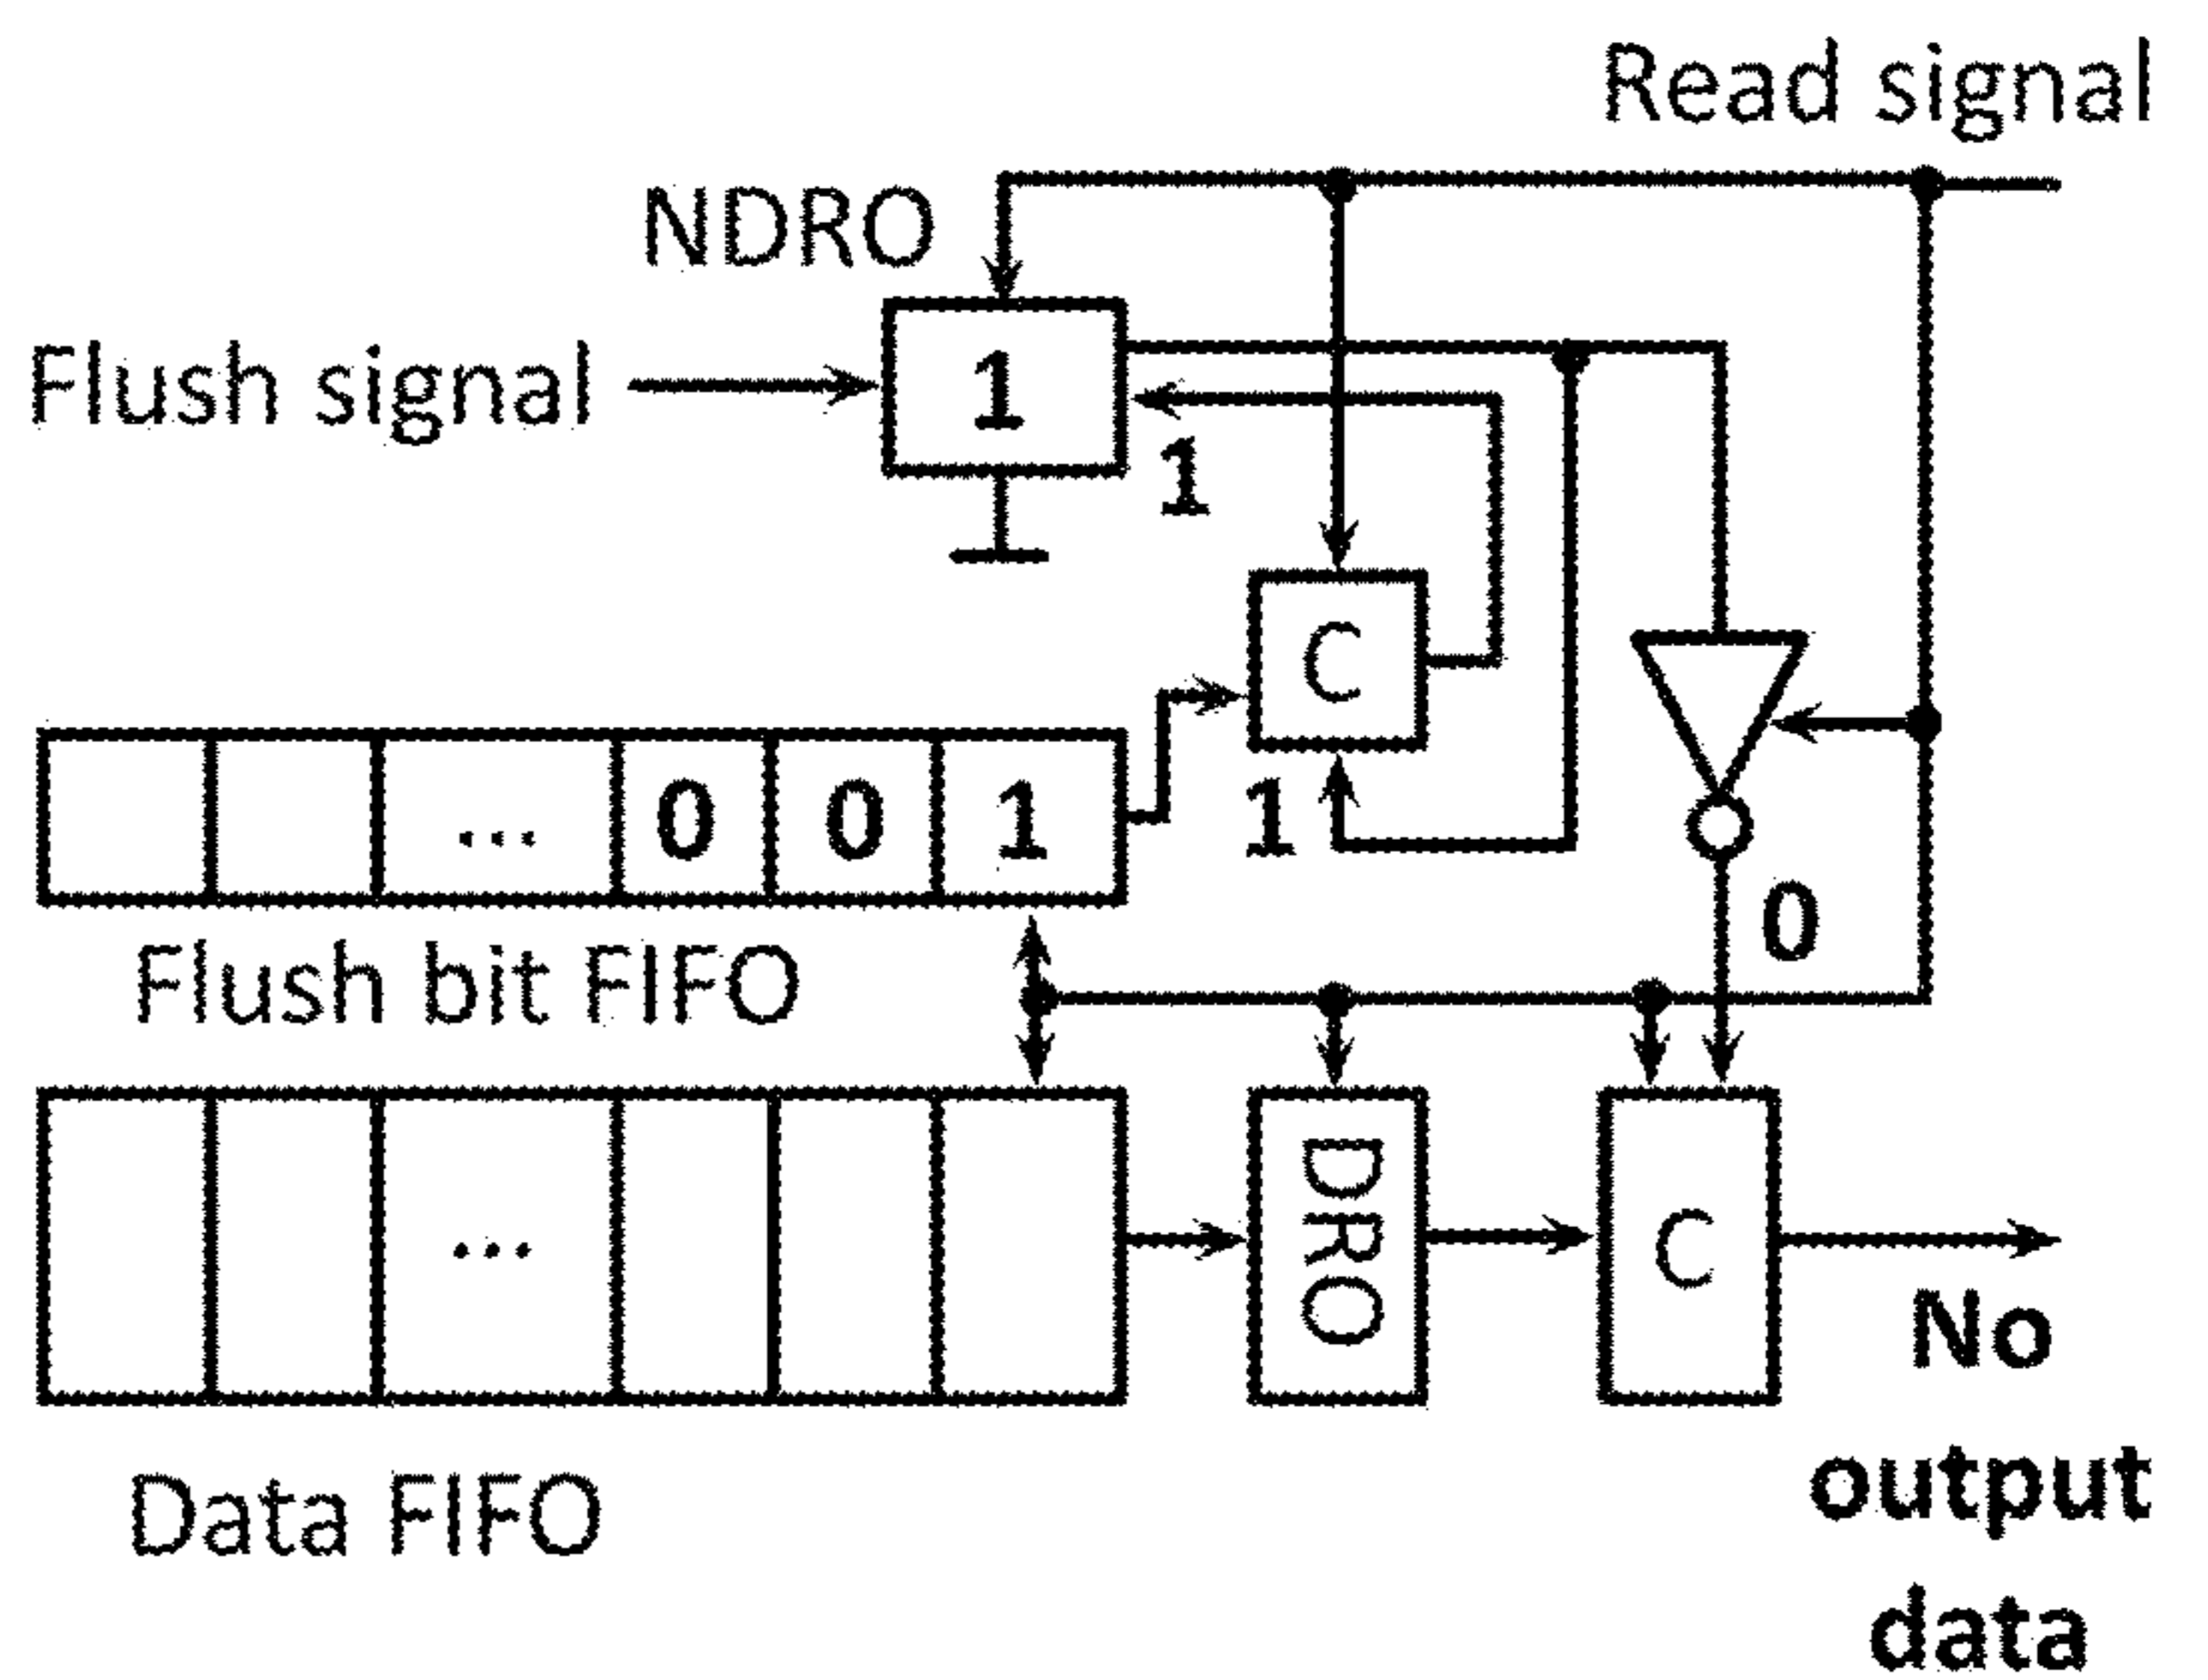 Read signal
NDRO
Flush signal
1
1
C
... 0 0 1
1
0
Flush bit FIFO
...
DRO
C
No
output
data
Data FIFO